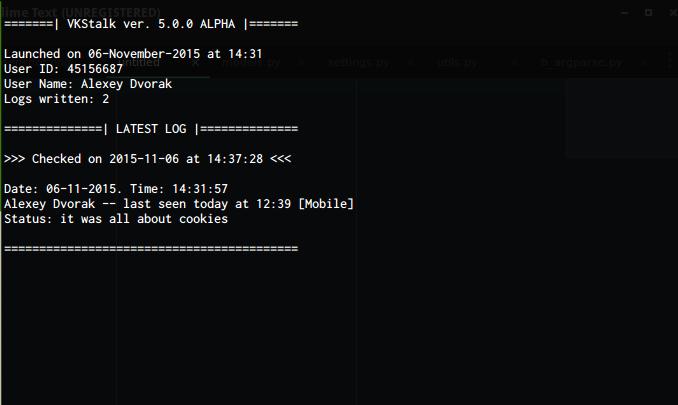 lime Text (UNREGISTERED)
=======| VKStalk ver. 5.0.0 ALPHA |=======
Launched on 06-November-2015 at 14:31
User ID: 45156687
untitled settings.py utils.py b_argparse.py
User Name: Alexey Dvorak
Logs written: 2
==============| LATEST LOG |==============
>>> Checked on 2015-11-06 at 14:37:28 <<<
Date: 06-11-2015. Time: 14:31:57
Alexey Dvorak -- last seen today at 12:39 [Mobile]
Status: it was all about cookies
==========================================